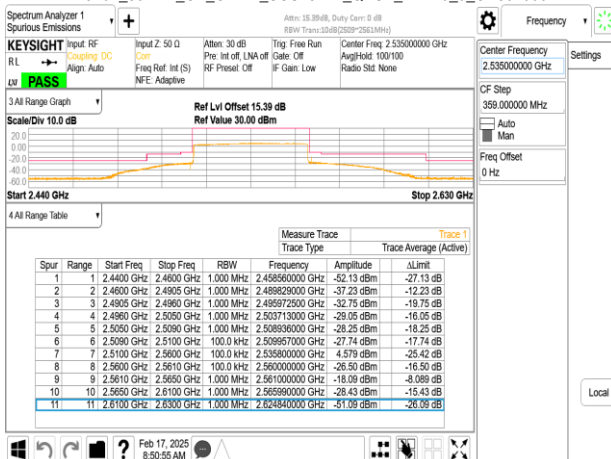 Spectrum Analyzer 1
Spurious Emissions
Attn: 15.39dB, Duty Corr: 0 dB
RBW Trans:10dB(2509~2561MHz)
Frequency
KEYSIGHT
RL
PASS
Input: RF
Coupling: DC
Align: Auto
Input Z: 50 Ω
Corr
Freq Ref: Int (S)
NFE: Adaptive
Atten: 30 dB
Pre: Int off, LNA off
RF Preset: Off
Trig: Free Run
Gate: Off
IF Gain: Low
Center Freq: 2.535000000 GHz
Avg|Hold: 100/100
Radio Std: None
Center Frequency
2.535000000 GHz
Settings
CF Step
359.000000 MHz
Auto
Man
Freq Offset
0 Hz
Local
3 All Range Graph
Scale/Div 10.0 dB
Ref Lvl Offset 15.39 dB
Ref Value 30.00 dBm
20.0
0.00
-20.0
-40.0
-60.0
Start 2.440 GHz
Stop 2.630 GHz
4 All Range Table
Measure Trace Trace 1
Trace Type Trace Average (Active)
Spur Range Start Freq Stop Freq RBW Frequency Amplitude ΔLimit
1 1 2.4400 GHz 2.4600 GHz 1.000 MHz 2.458560000 GHz -52.13 dBm -27.13 dB
2 2 2.4600 GHz 2.4905 GHz 1.000 MHz 2.489829000 GHz -37.23 dBm -12.23 dB
3 3 2.4905 GHz 2.4960 GHz 1.000 MHz 2.495972500 GHz -32.75 dBm -19.75 dB
4 4 2.4960 GHz 2.5050 GHz 1.000 MHz 2.503713000 GHz -29.05 dBm -16.05 dB
5 5 2.5050 GHz 2.5090 GHz 1.000 MHz 2.508936000 GHz -28.25 dBm -18.25 dB
6 6 2.5090 GHz 2.5100 GHz 100.0 kHz 2.509957000 GHz -27.74 dBm -17.74 dB
7 7 2.5100 GHz 2.5600 GHz 100.0 kHz 2.535800000 GHz 4.579 dBm -25.42 dB
8 8 2.5600 GHz 2.5610 GHz 100.0 kHz 2.560000000 GHz -26.50 dBm -16.50 dB
9 9 2.5610 GHz 2.5650 GHz 1.000 MHz 2.561000000 GHz -18.09 dBm -8.089 dB
10 10 2.5650 GHz 2.6100 GHz 1.000 MHz 2.565990000 GHz -28.43 dBm -15.43 dB
11 11 2.6100 GHz 2.6300 GHz 1.000 MHz 2.624840000 GHz -51.09 dBm -26.09 dB
Feb 17, 2025
8:50:55 AM